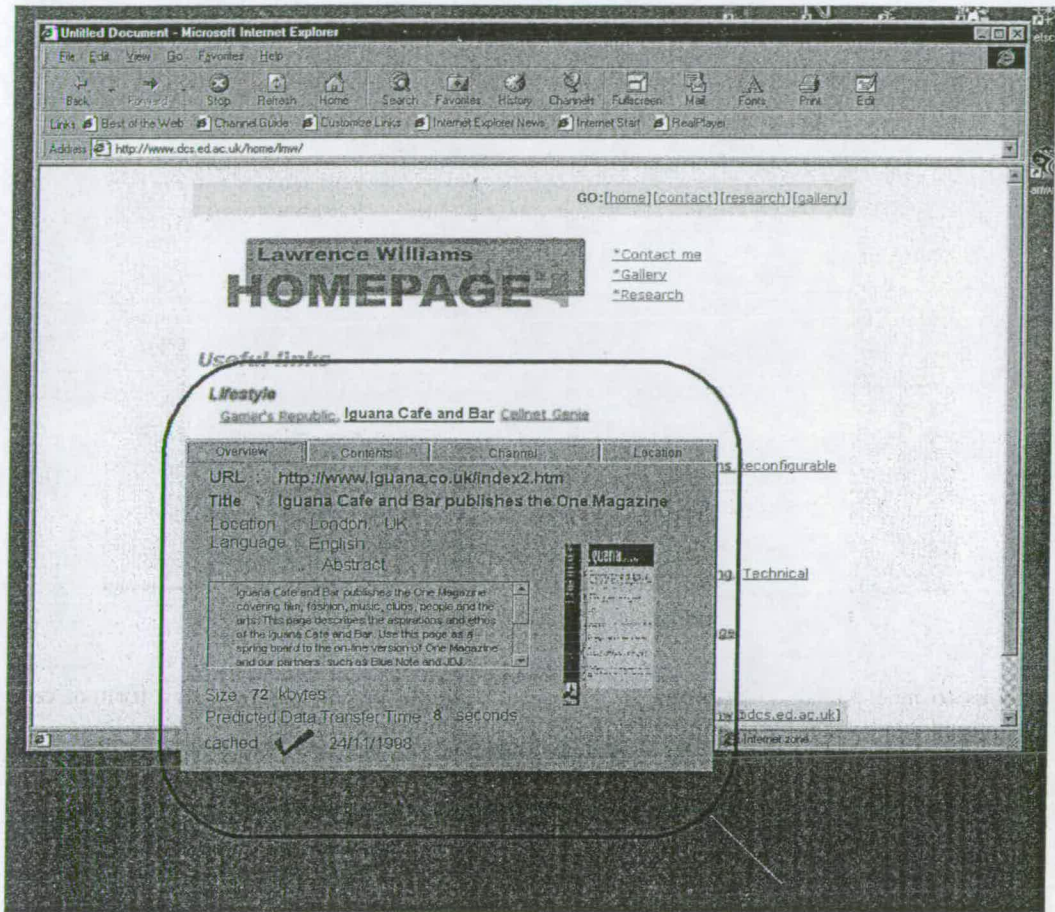 Untitled Document - Microsoft Internet Explorer
File Edit View Go Favorites Help
Back Forward Stop Refresh Home Search Favorites History Channels Fullscreen Mail Fonts Print Edit
Links Best of the Web Channel Guide Customize Links Internet Explorer News Internet Start RealPlayer
Address http://www.dcs.ed.ac.uk/home/lmw/
GO:[home][contact][research][gallery]
Lawrence Williams
HOMEPAGE
*Contact me
*Gallery
*Research
Useful links
Lifestyle
Gamer's Republic, Iguana Cafe and Bar Cellnet Genie
Overview Contents Channel Location
ns Reconfigurable
URL : http://www.iguana.co.uk/index2.htm
Title : Iguana Cafe and Bar publishes the One Magazine
Location : London, UK
Language : English
Abstract
Iguana Cafe and Bar publishes the One Magazine
covering film, fashion, music, clubs, people and the
arts. This page describes the aspirations and ethos
of the Iguana Cafe and Bar. Use this page as a
spring board to the on-line version of One Magazine
and our partners, such as Blue Note and JDJ.
iguana
ng, Technical
Size 72 kbytes
Predicted Data Transfer Time 8 seconds
cached 24/11/1998
@dcs.ed.ac.uk]
Internet zone